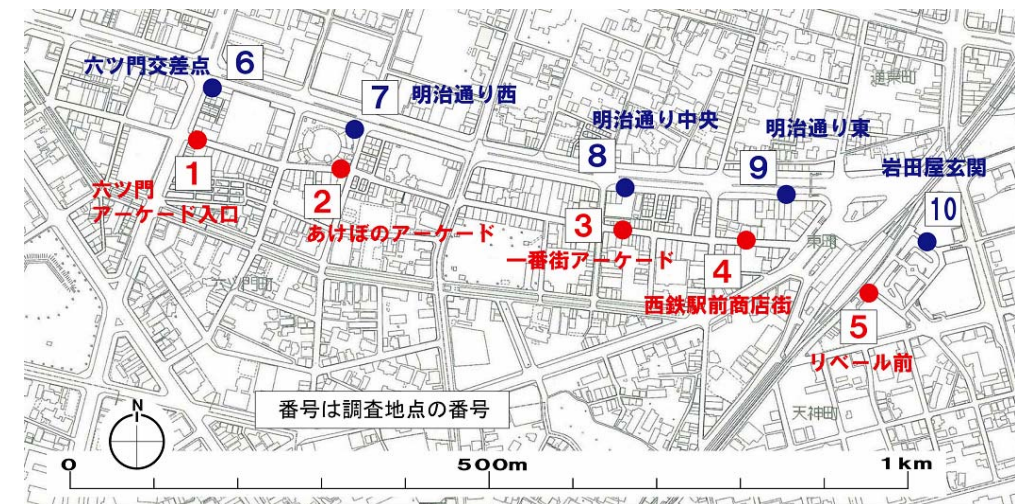 通東町
六ツ門交差点
6
7
明治通り西
明治通り中央
明治通り東
8
9
岩田屋玄関
10
1
2
六ツ門
アーケード入口
あけぼのアーケード
3
一番街アーケード
4
東町
西鉄駅前商店街
六ツ門町
5
リベール前
天神町
番号は調査地点の番号
N
0
500m
1km